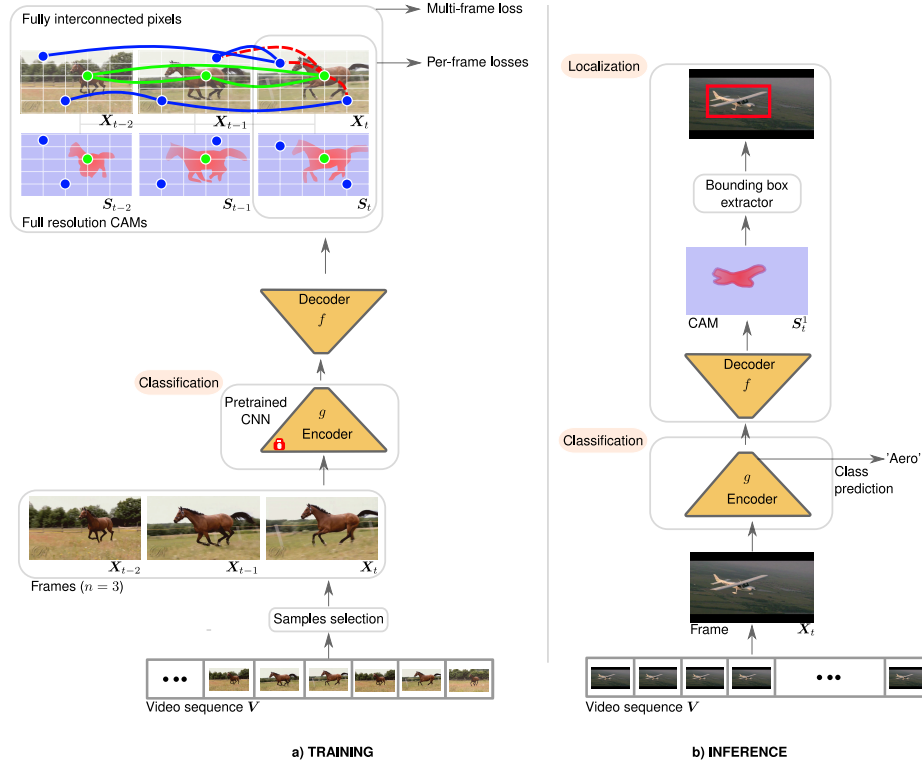 Fully interconnected pixels
Multi-frame loss
Per-frame losses
X_{t−2}
X_{t−1}
X_t
S_{t−2}
S_{t−1}
S_t
Full resolution CAMs
Decoder
f
Classification
Pretrained
CNN
g
Encoder
X_{t−2}
X_{t−1}
X_t
Frames (n = 3)
Samples selection
Video sequence V
a) TRAINING
Localization
Bounding box
extractor
CAM
S_t^1
Decoder
f
Classification
g
Encoder
'Aero'
Class
prediction
Frame
X_t
Video sequence V
b) INFERENCE